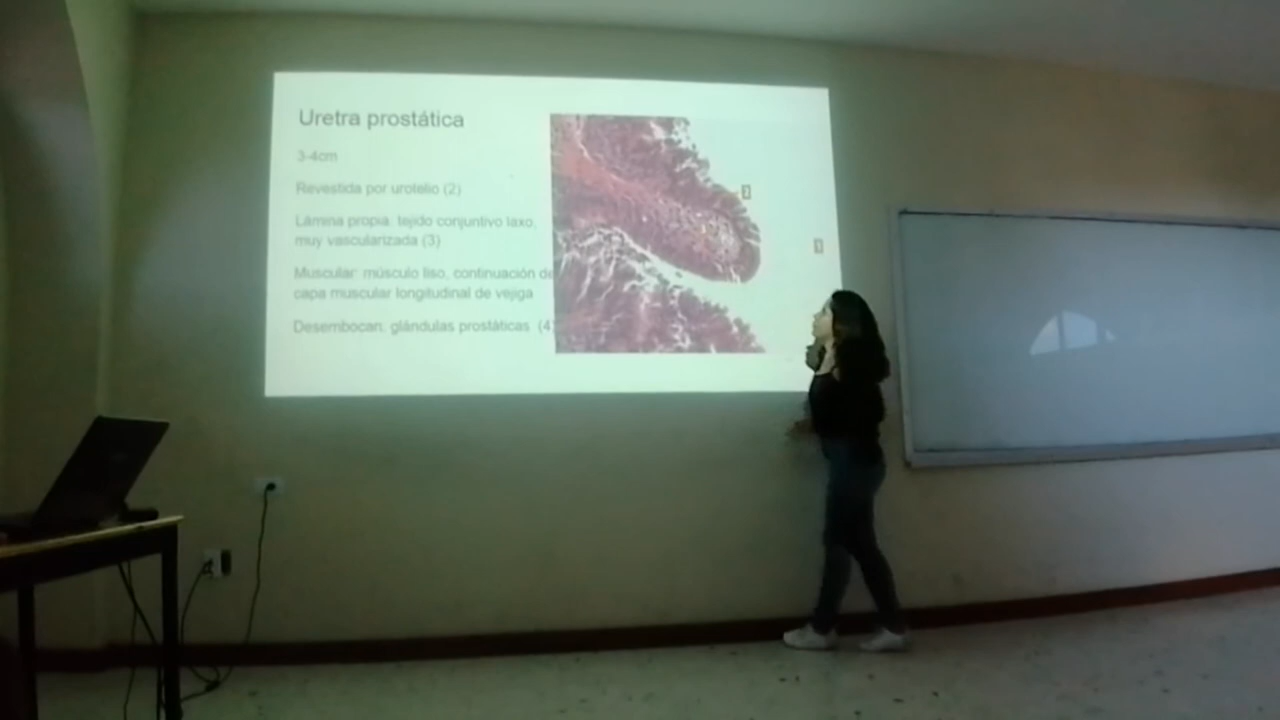 Uretra prostática
3-4cm
Revestida por urotelio (2)
Lámina propia: tejido conjuntivo laxo,
muy vascularizada (3)
Muscular: músculo liso, continuación de
capa muscular longitudinal de vejiga
Desembocan: glándulas prostáticas (4
2